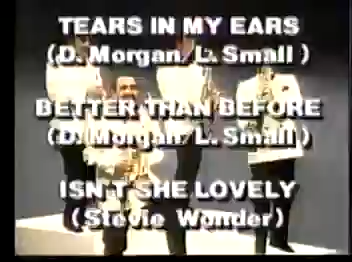 TEARS IN MY EARS
(D. Morgan/L. Small)
BETTER THAN BEFORE
(D. Morgan/L. Small)
ISN'T SHE LOVELY
(Stevie Wonder)